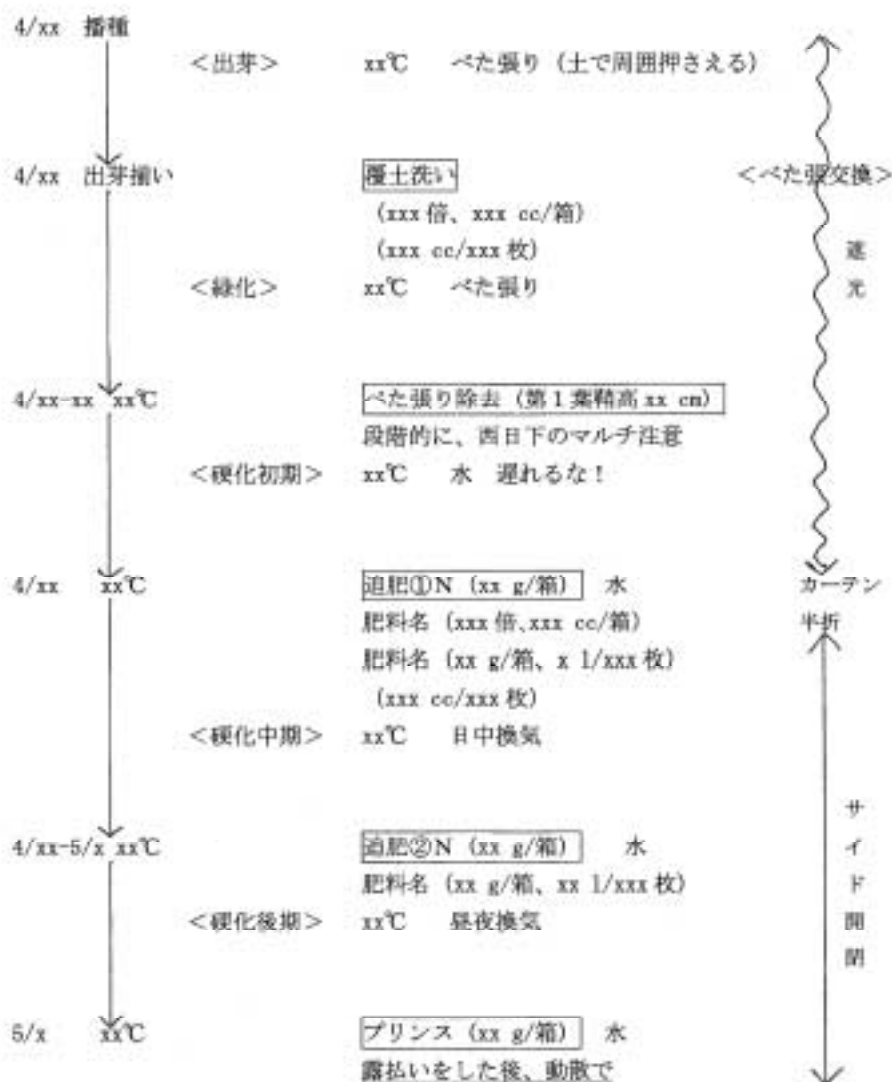 4/xx 播種
<出芽> xx℃ べた張り (土で周囲押さえる)
4/xx 出芽揃い 覆土洗い <べた張交換>
(xxx 倍、xxx cc/箱)
(xxx cc/xxx 枚)
遮光
<緑化> xx℃ べた張り
4/xx-xx xx℃ べた張り除去 (第1葉鞘高 xx cm)
段階的に、西日下のマルチ注意
<硬化初期> xx℃ 水 遅れるな!
4/xx xx℃ 追肥①N (xx g/箱) 水 カーテン
肥料名 (xxx 倍、xxx cc/箱) 半折
肥料名 (xx g/箱、x l/xxx 枚)
(xxx cc/xxx 枚)
<硬化中期> xx℃ 日中換気
サイド開閉
4/xx-5/x xx℃ 追肥②N (xx g/箱) 水
肥料名 (xx g/箱、xx l/xxx 枚)
<硬化後期> xx℃ 昼夜換気
5/x xx℃ プリンス (xx g/箱) 水
露払いをした後、動散で